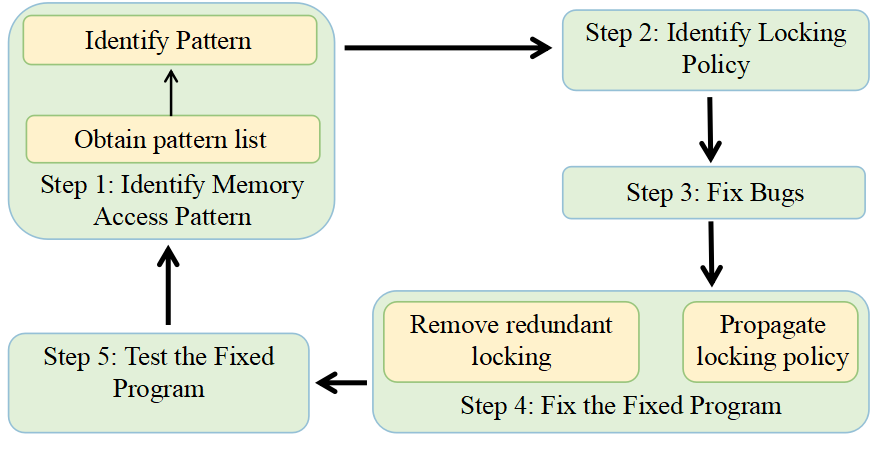 Identify Pattern
Obtain pattern list
Step 1: Identify Memory
Access Pattern
Step 2: Identify Locking
Policy
Step 3: Fix Bugs
Remove redundant
locking
Propagate
locking policy
Step 4: Fix the Fixed Program
Step 5: Test the Fixed
Program